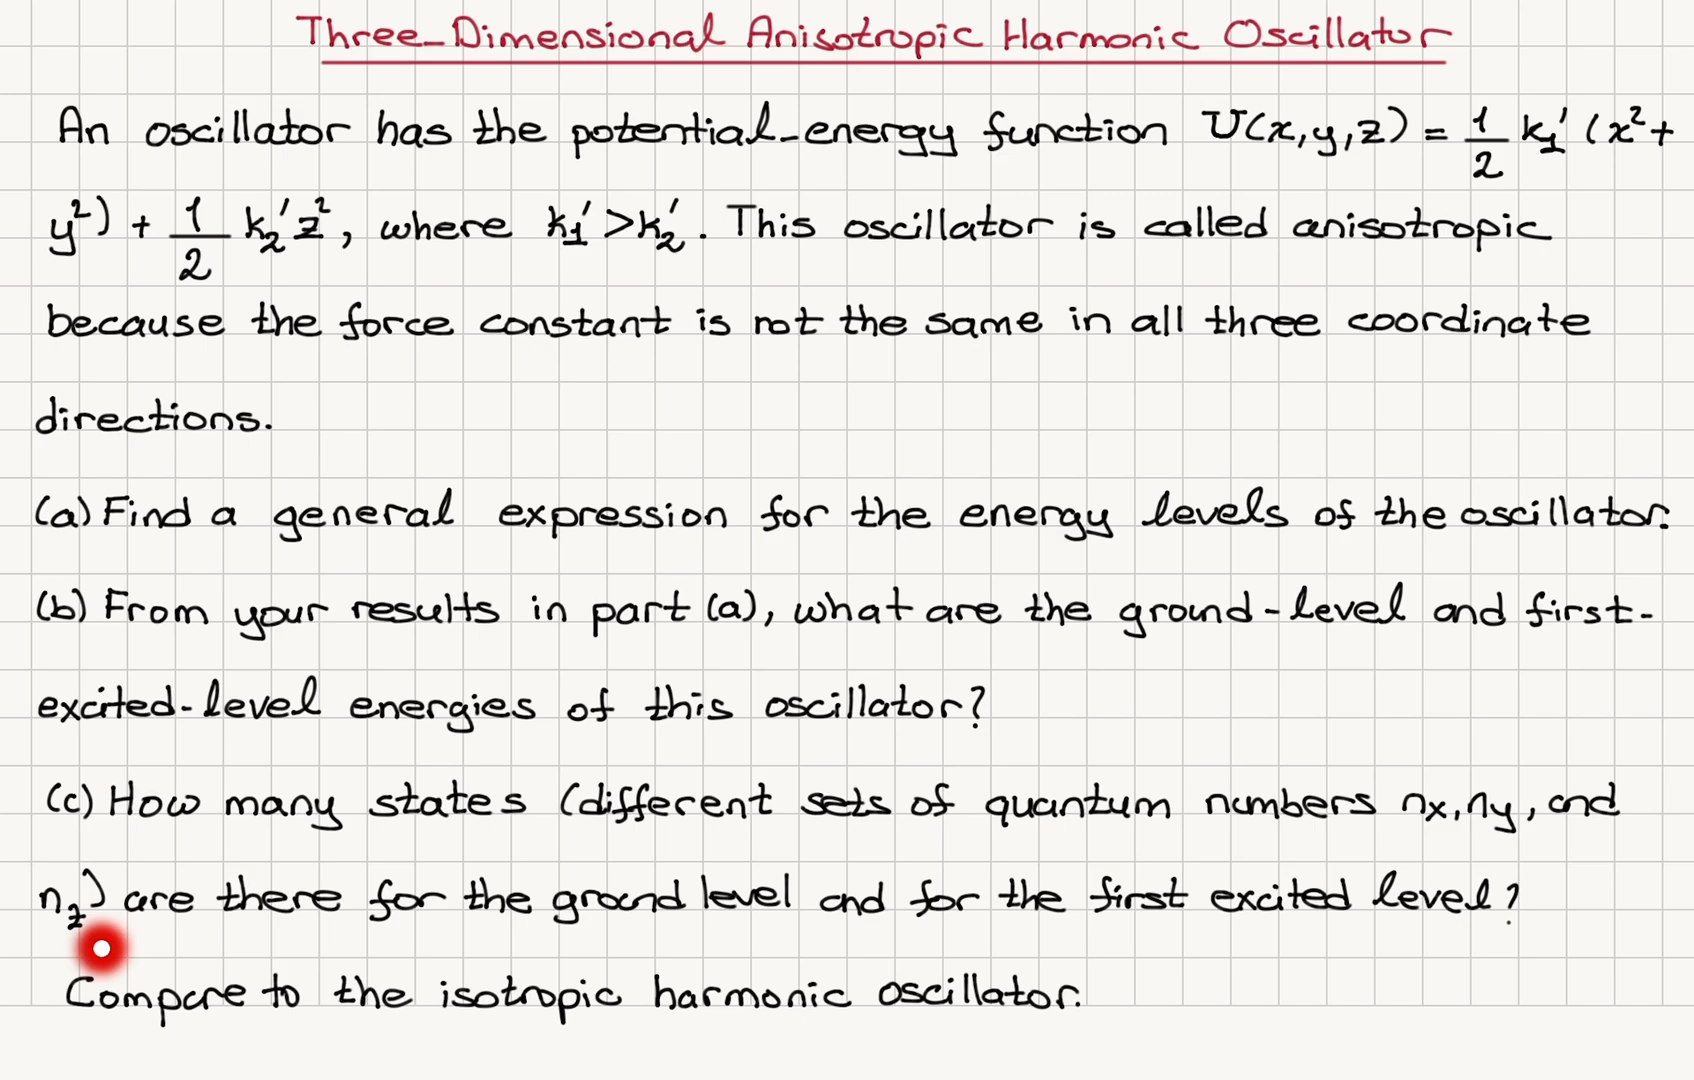 Three-Dimensional Anisotropic Harmonic Oscillator
An oscillator has the potential-energy function U(x,y,z) = 1/2 k₁' (x² +
y²) + 1/2 k₂' z², where k₁' > k₂'. This oscillator is called anisotropic
because the force constant is not the same in all three coordinate
directions.
(a) Find a general expression for the energy levels of the oscillator.
(b) From your results in part (a), what are the ground-level and first-
excited-level energies of this oscillator?
(c) How many states (different sets of quantum numbers nx, ny, and
nz) are there for the ground level and for the first excited level?
Compare to the isotropic harmonic oscillator.